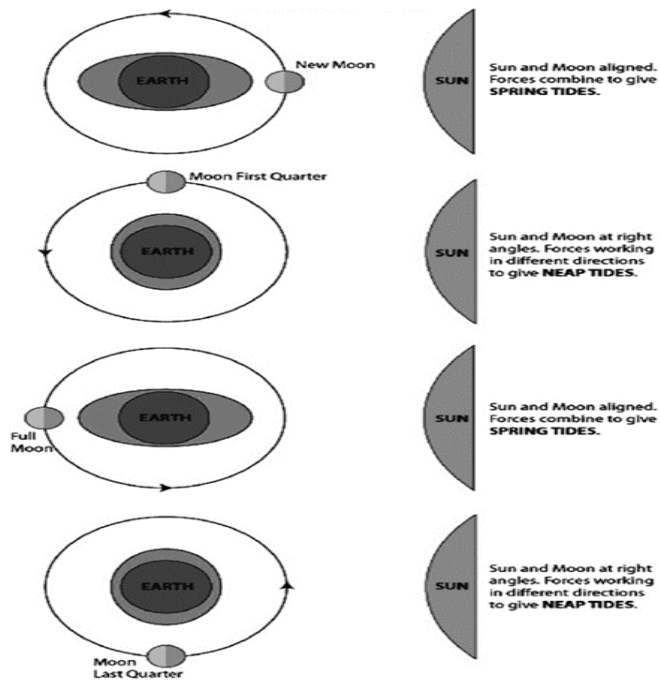 EARTH
New Moon
SUN
Sun and Moon aligned.
Forces combine to give
SPRING TIDES.
Moon First Quarter
EARTH
SUN
Sun and Moon at right
angles. Forces working
in different directions
to give NEAP TIDES.
EARTH
Full
Moon
SUN
Sun and Moon aligned.
Forces combine to give
SPRING TIDES.
EARTH
Moon
Last Quarter
SUN
Sun and Moon at right
angles. Forces working
in different directions
to give NEAP TIDES.